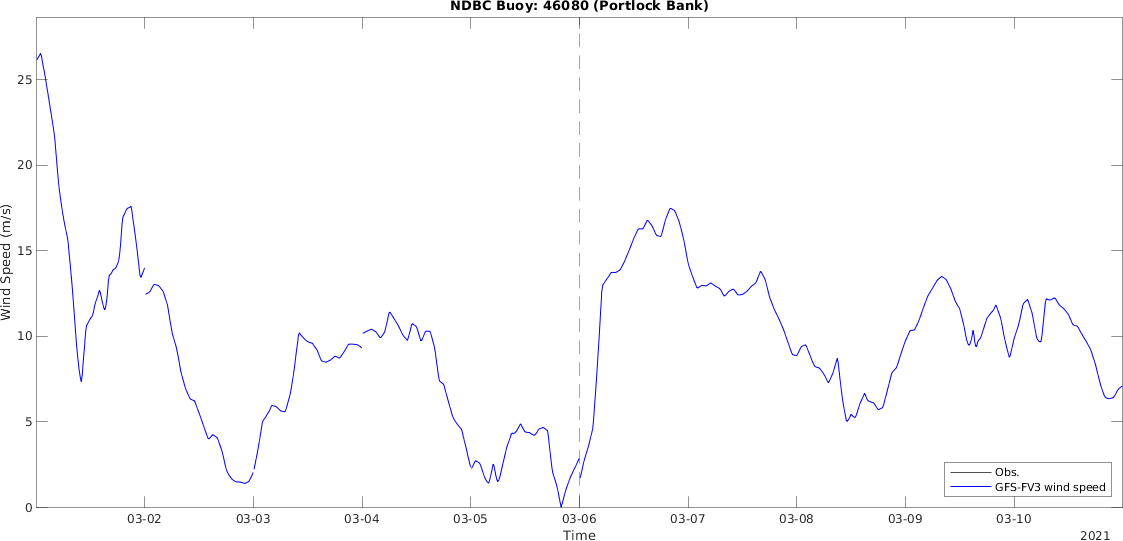 NDBC Buoy: 46080 (Portlock Bank)
25
20
15
10
5
0
Wind Speed (m/s)
03-02 03-03 03-04 03-05 03-06 03-07 03-08 03-09 03-10
Time
2021
Obs.
GFS-FV3 wind speed